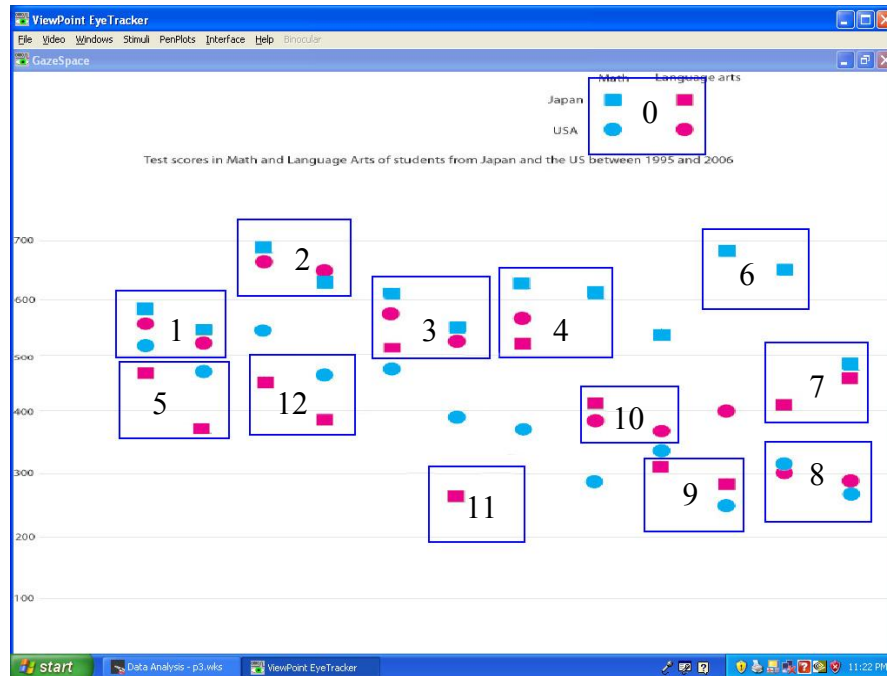 ViewPoint EyeTracker
File Video Windows Stimuli PenPlots Interface Help Binocular
GazeSpace
Math Language arts
Japan
0
USA
Test scores in Math and Language Arts of students from Japan and the US between 1995 and 2006
700
2
6
600
1
3
4
500
5
12
7
400
10
300
8
9
11
200
100
start Data Analysis - p3.wks ViewPoint EyeTracker 11:22 PM